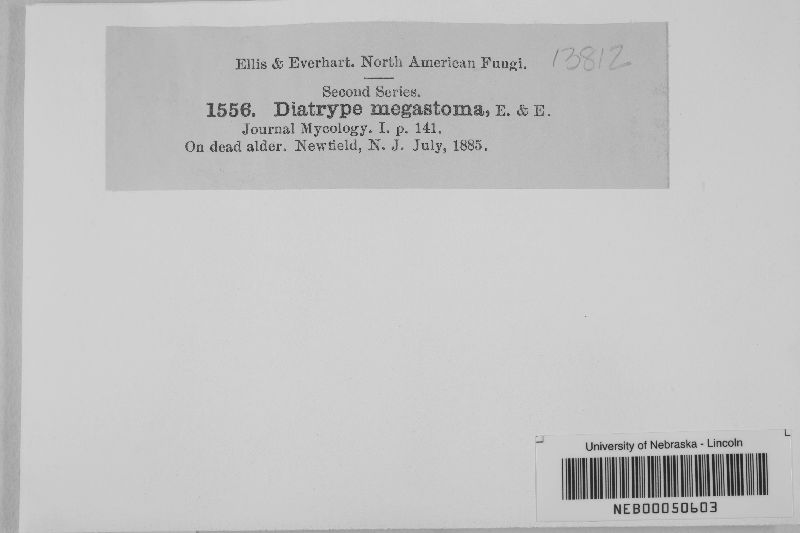 Ellis & Everhart. North American Fungi. 13812
Second Series.
1556. Diatrype megastoma, E. & E.
Journal Mycology. I. p. 141.
On dead alder. Newfield, N. J. July, 1885.
University of Nebraska - Lincoln
NEB00050603